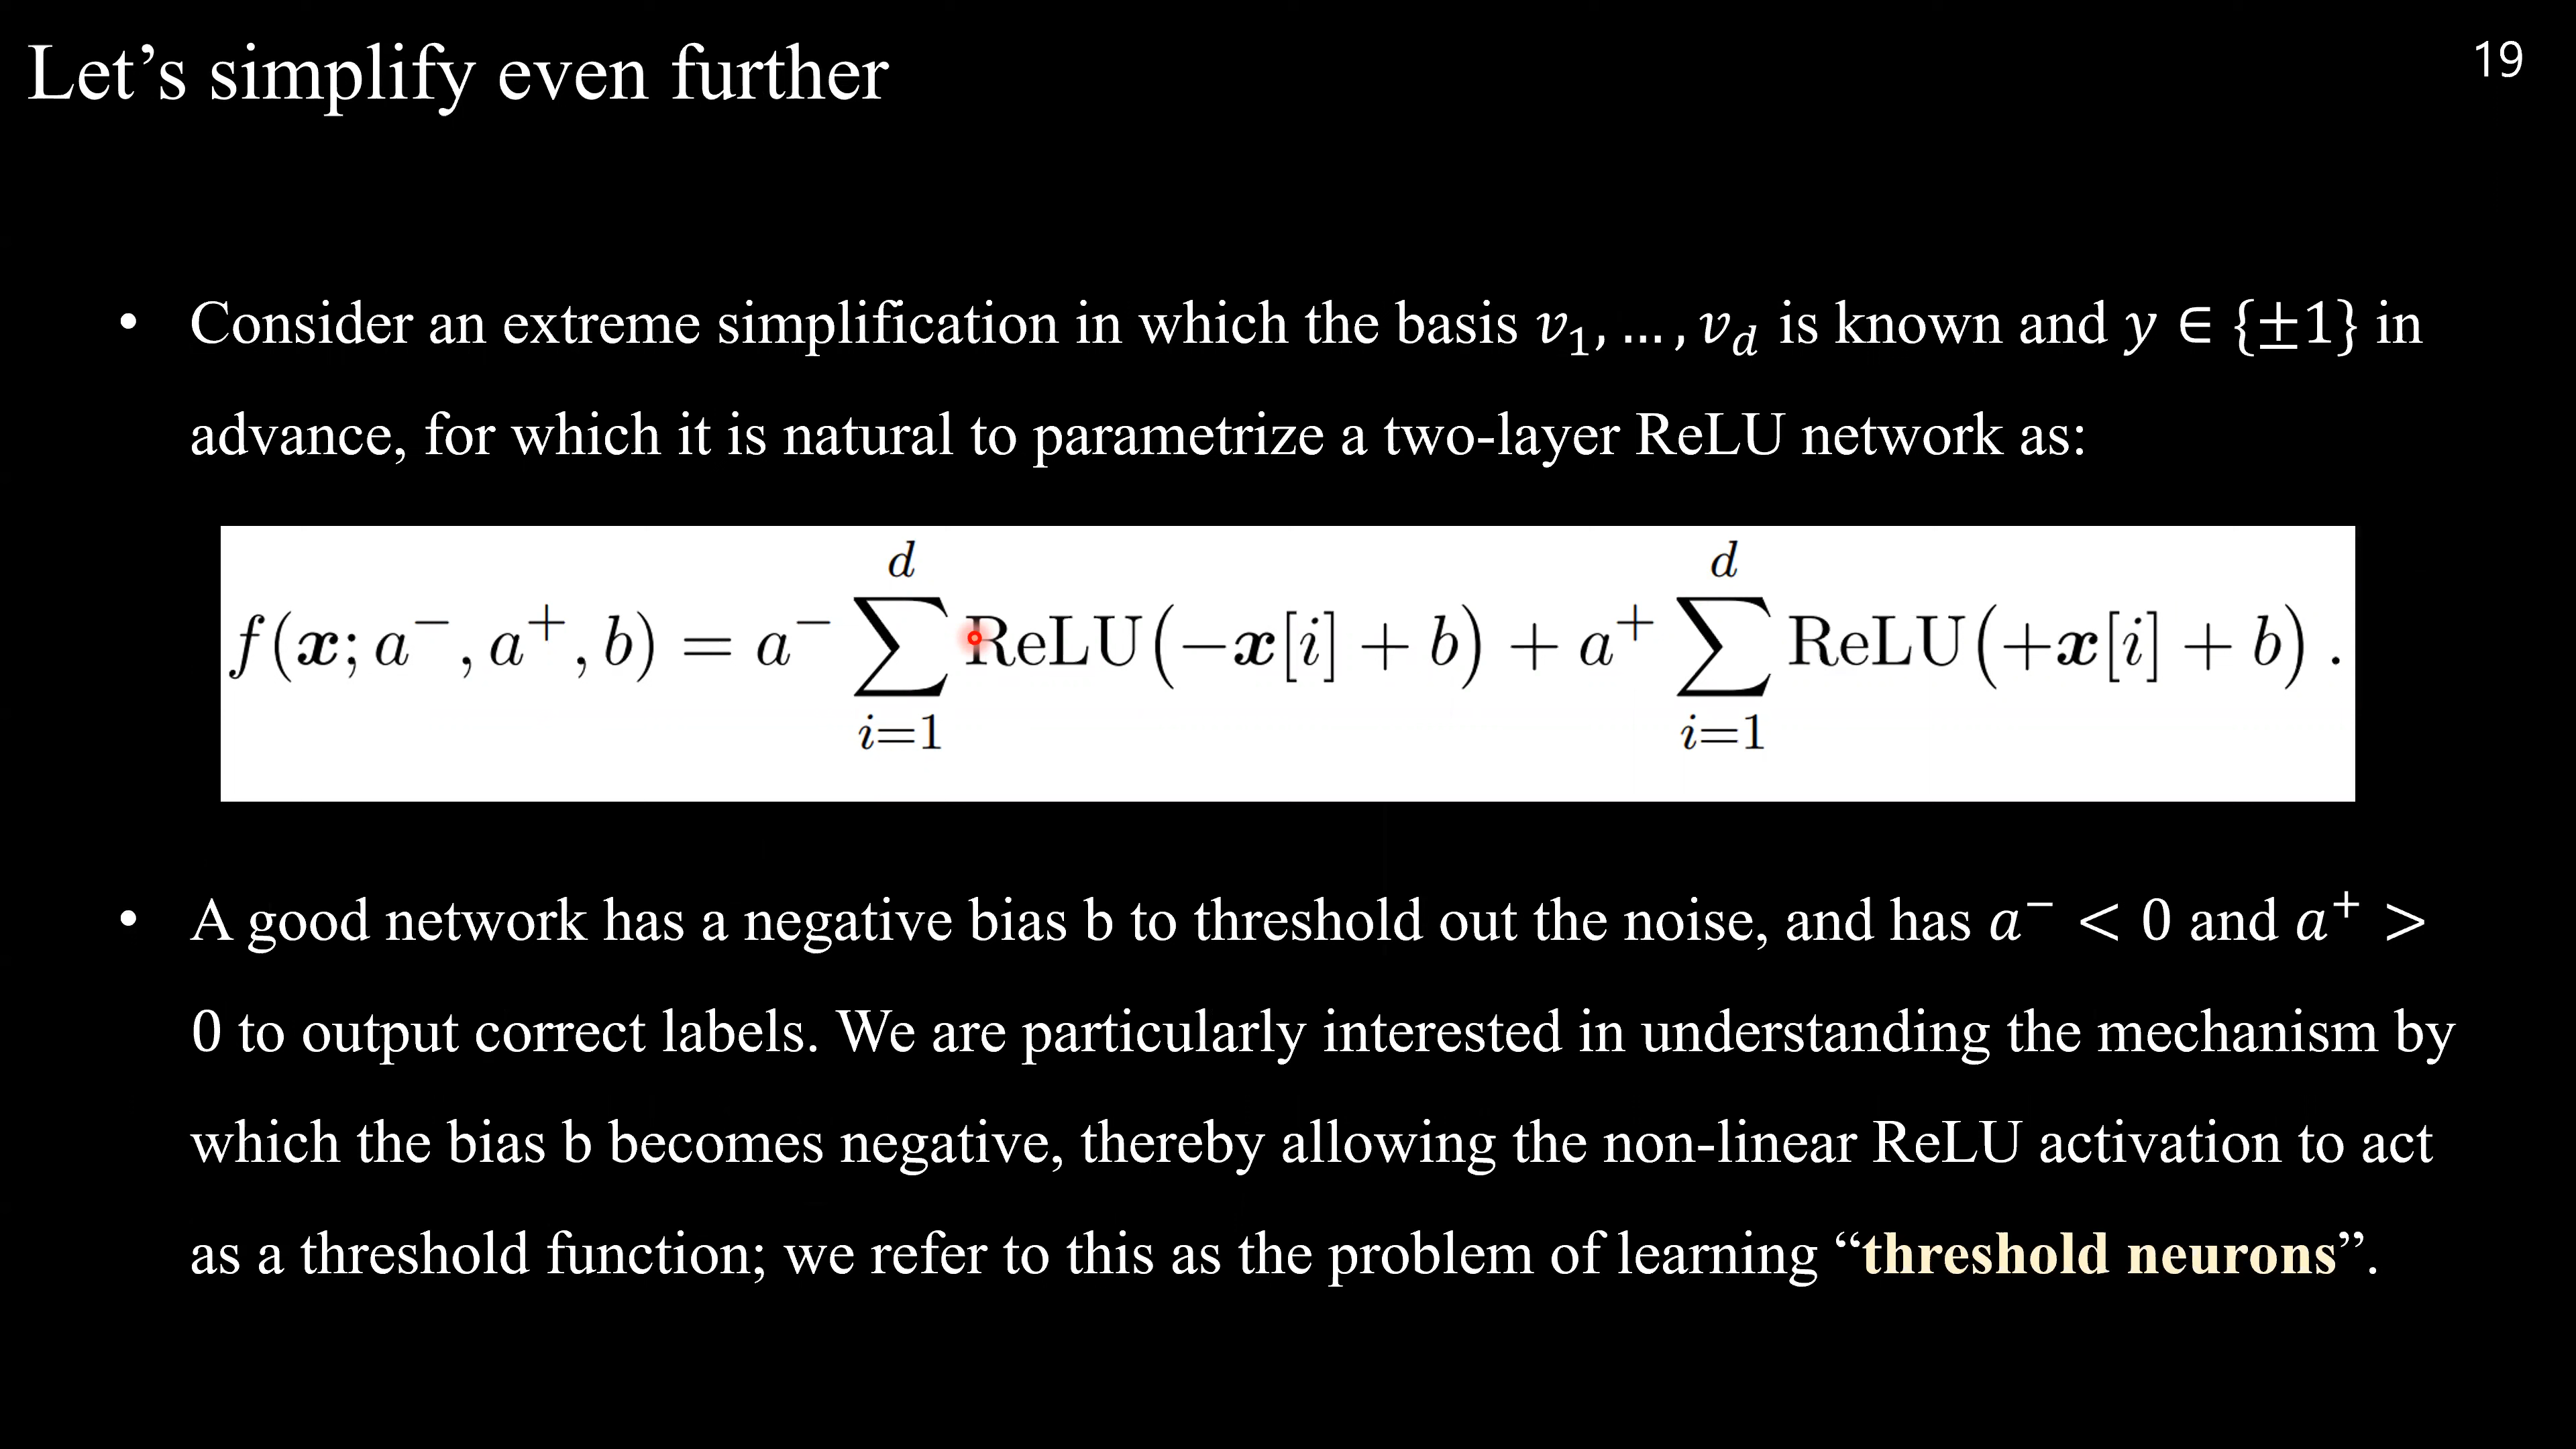 Let’s simplify even further
19
• Consider an extreme simplification in which the basis 𝑣₁, … , 𝑣_d is known and 𝑦 ∈ {±1} in
advance, for which it is natural to parametrize a two-layer ReLU network as:
f(x; a⁻, a⁺, b) = a⁻ ∑_{i=1}^{d} ReLU(−x[i] + b) + a⁺ ∑_{i=1}^{d} ReLU(+x[i] + b) .
• A good network has a negative bias b to threshold out the noise, and has 𝑎⁻ < 0 and 𝑎⁺ >
0 to output correct labels. We are particularly interested in understanding the mechanism by
which the bias b becomes negative, thereby allowing the non-linear ReLU activation to act
as a threshold function; we refer to this as the problem of learning “threshold neurons”.